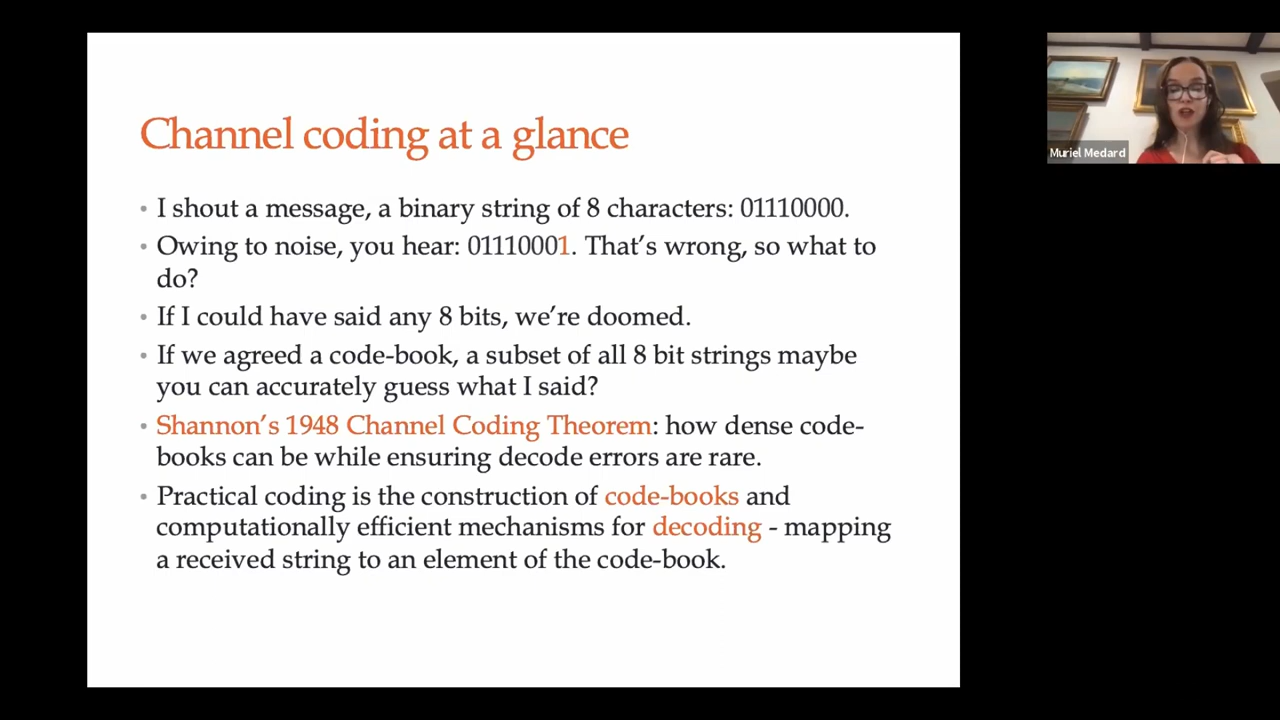 Channel coding at a glance
• I shout a message, a binary string of 8 characters: 01110000.
• Owing to noise, you hear: 01110001. That's wrong, so what to
do?
• If I could have said any 8 bits, we're doomed.
• If we agreed a code-book, a subset of all 8 bit strings maybe
you can accurately guess what I said?
• Shannon's 1948 Channel Coding Theorem: how dense code-
books can be while ensuring decode errors are rare.
• Practical coding is the construction of code-books and
computationally efficient mechanisms for decoding - mapping
a received string to an element of the code-book.
Muriel Medard